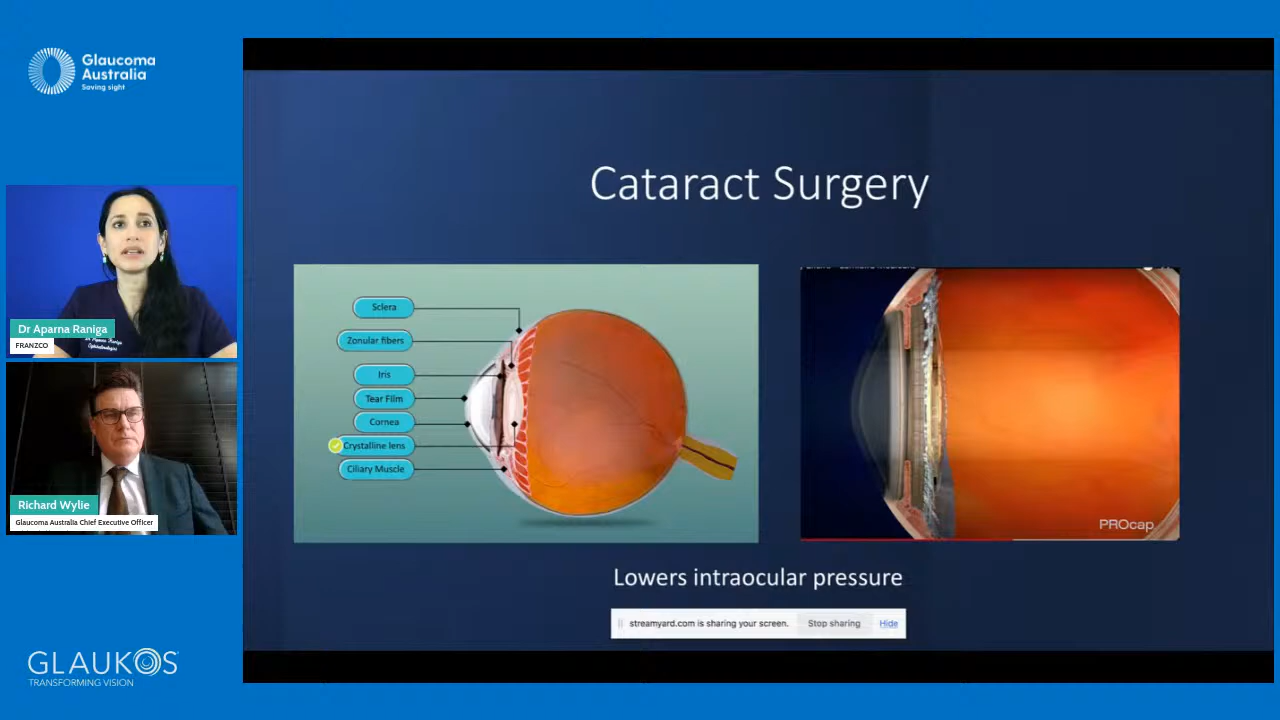 Glaucoma
Australia
Saving sight
Dr Aparna Raniga
FRANZCO
Richard Wylie
Glaucoma Australia Chief Executive Officer
GLAUKOS
TRANSFORMING VISION
Cataract Surgery
Sclera
Zonular fibers
Iris
Tear Film
Cornea
Crystalline lens
Ciliary Muscle
PROcap
Lowers intraocular pressure
streamyard.com is sharing your screen. Stop sharing Hide